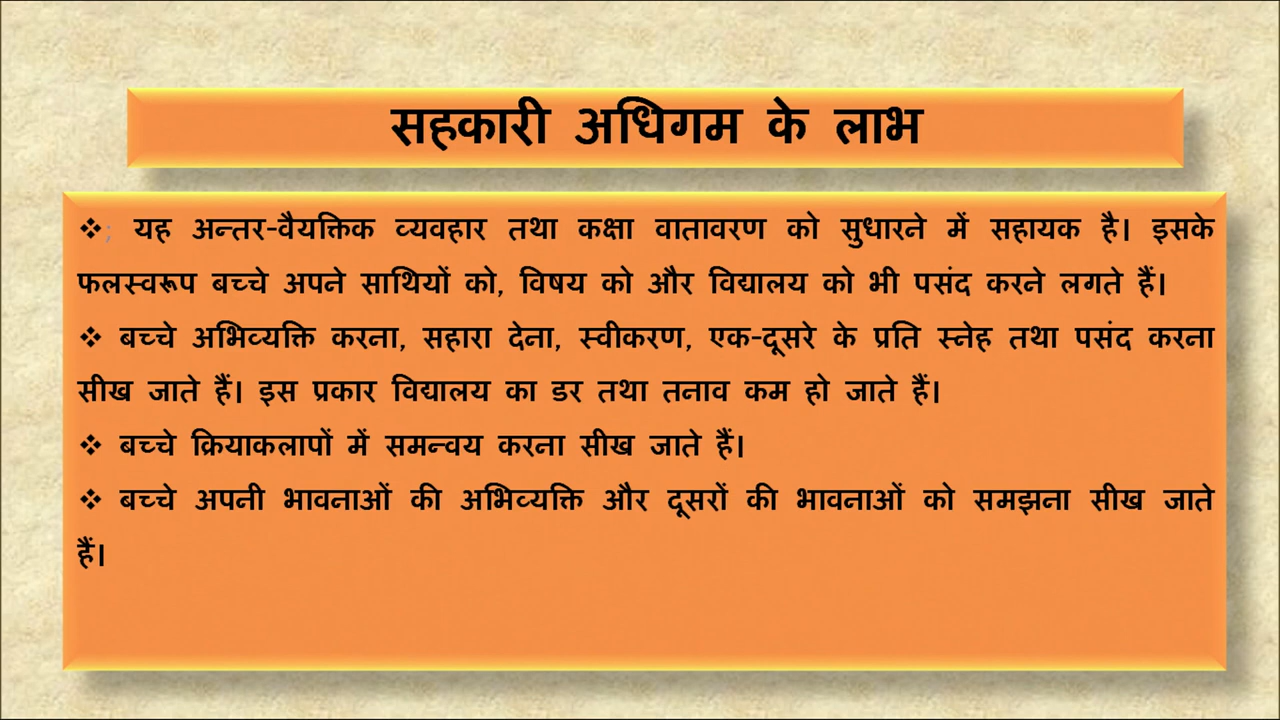 सहकारी अधिगम के लाभ
❖; यह अन्तर-वैयक्तिक व्यवहार तथा कक्षा वातावरण को सुधारने में सहायक है। इसके
फलस्वरूप बच्चे अपने साथियों को, विषय को और विद्यालय को भी पसंद करने लगते हैं।
❖ बच्चे अभिव्यक्ति करना, सहारा देना, स्वीकरण, एक-दूसरे के प्रति स्नेह तथा पसंद करना
सीख जाते हैं। इस प्रकार विद्यालय का डर तथा तनाव कम हो जाते हैं।
❖ बच्चे क्रियाकलापों में समन्वय करना सीख जाते हैं।
❖ बच्चे अपनी भावनाओं की अभिव्यक्ति और दूसरों की भावनाओं को समझना सीख जाते
हैं।